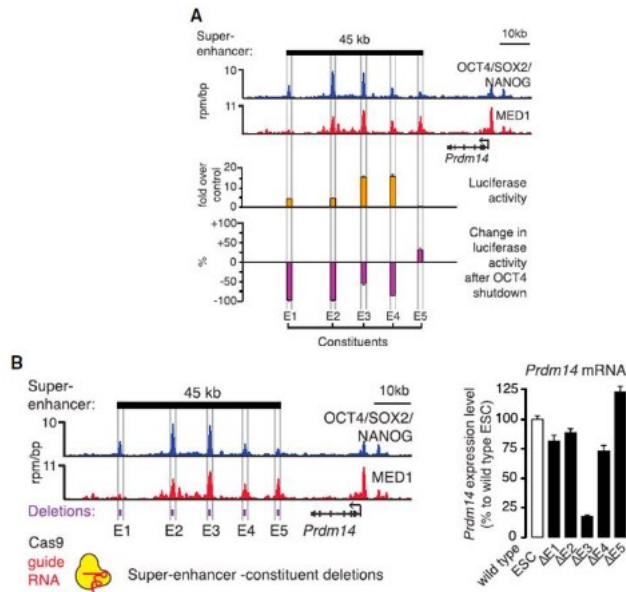 A
Super-
enhancer:
45 kb
10kb
OCT4/SOX2/
NANOG
10
rpm/bp
11
MED1
Prdm14
fold over
control
20
10
0
Luciferase
activity
+100
+50
0
-50
-100
%
Change in
luciferase
activity
after OCT4
shutdown
E1 E2 E3 E4 E5
Constituents
B
Super-
enhancer:
45 kb
10kb
OCT4/SOX2/
NANOG
10
rpm/bp
11
MED1
Deletions:
E1 E2 E3 E4 E5
Prdm14
Cas9
guide
RNA
Super-enhancer -constituent deletions
Prdm14 mRNA
Prdm14 expression level
(% to wild type ESC)
125
100
75
50
25
0
wild type
ESC
ΔE1
ΔE2
ΔE3
ΔE4
ΔE5